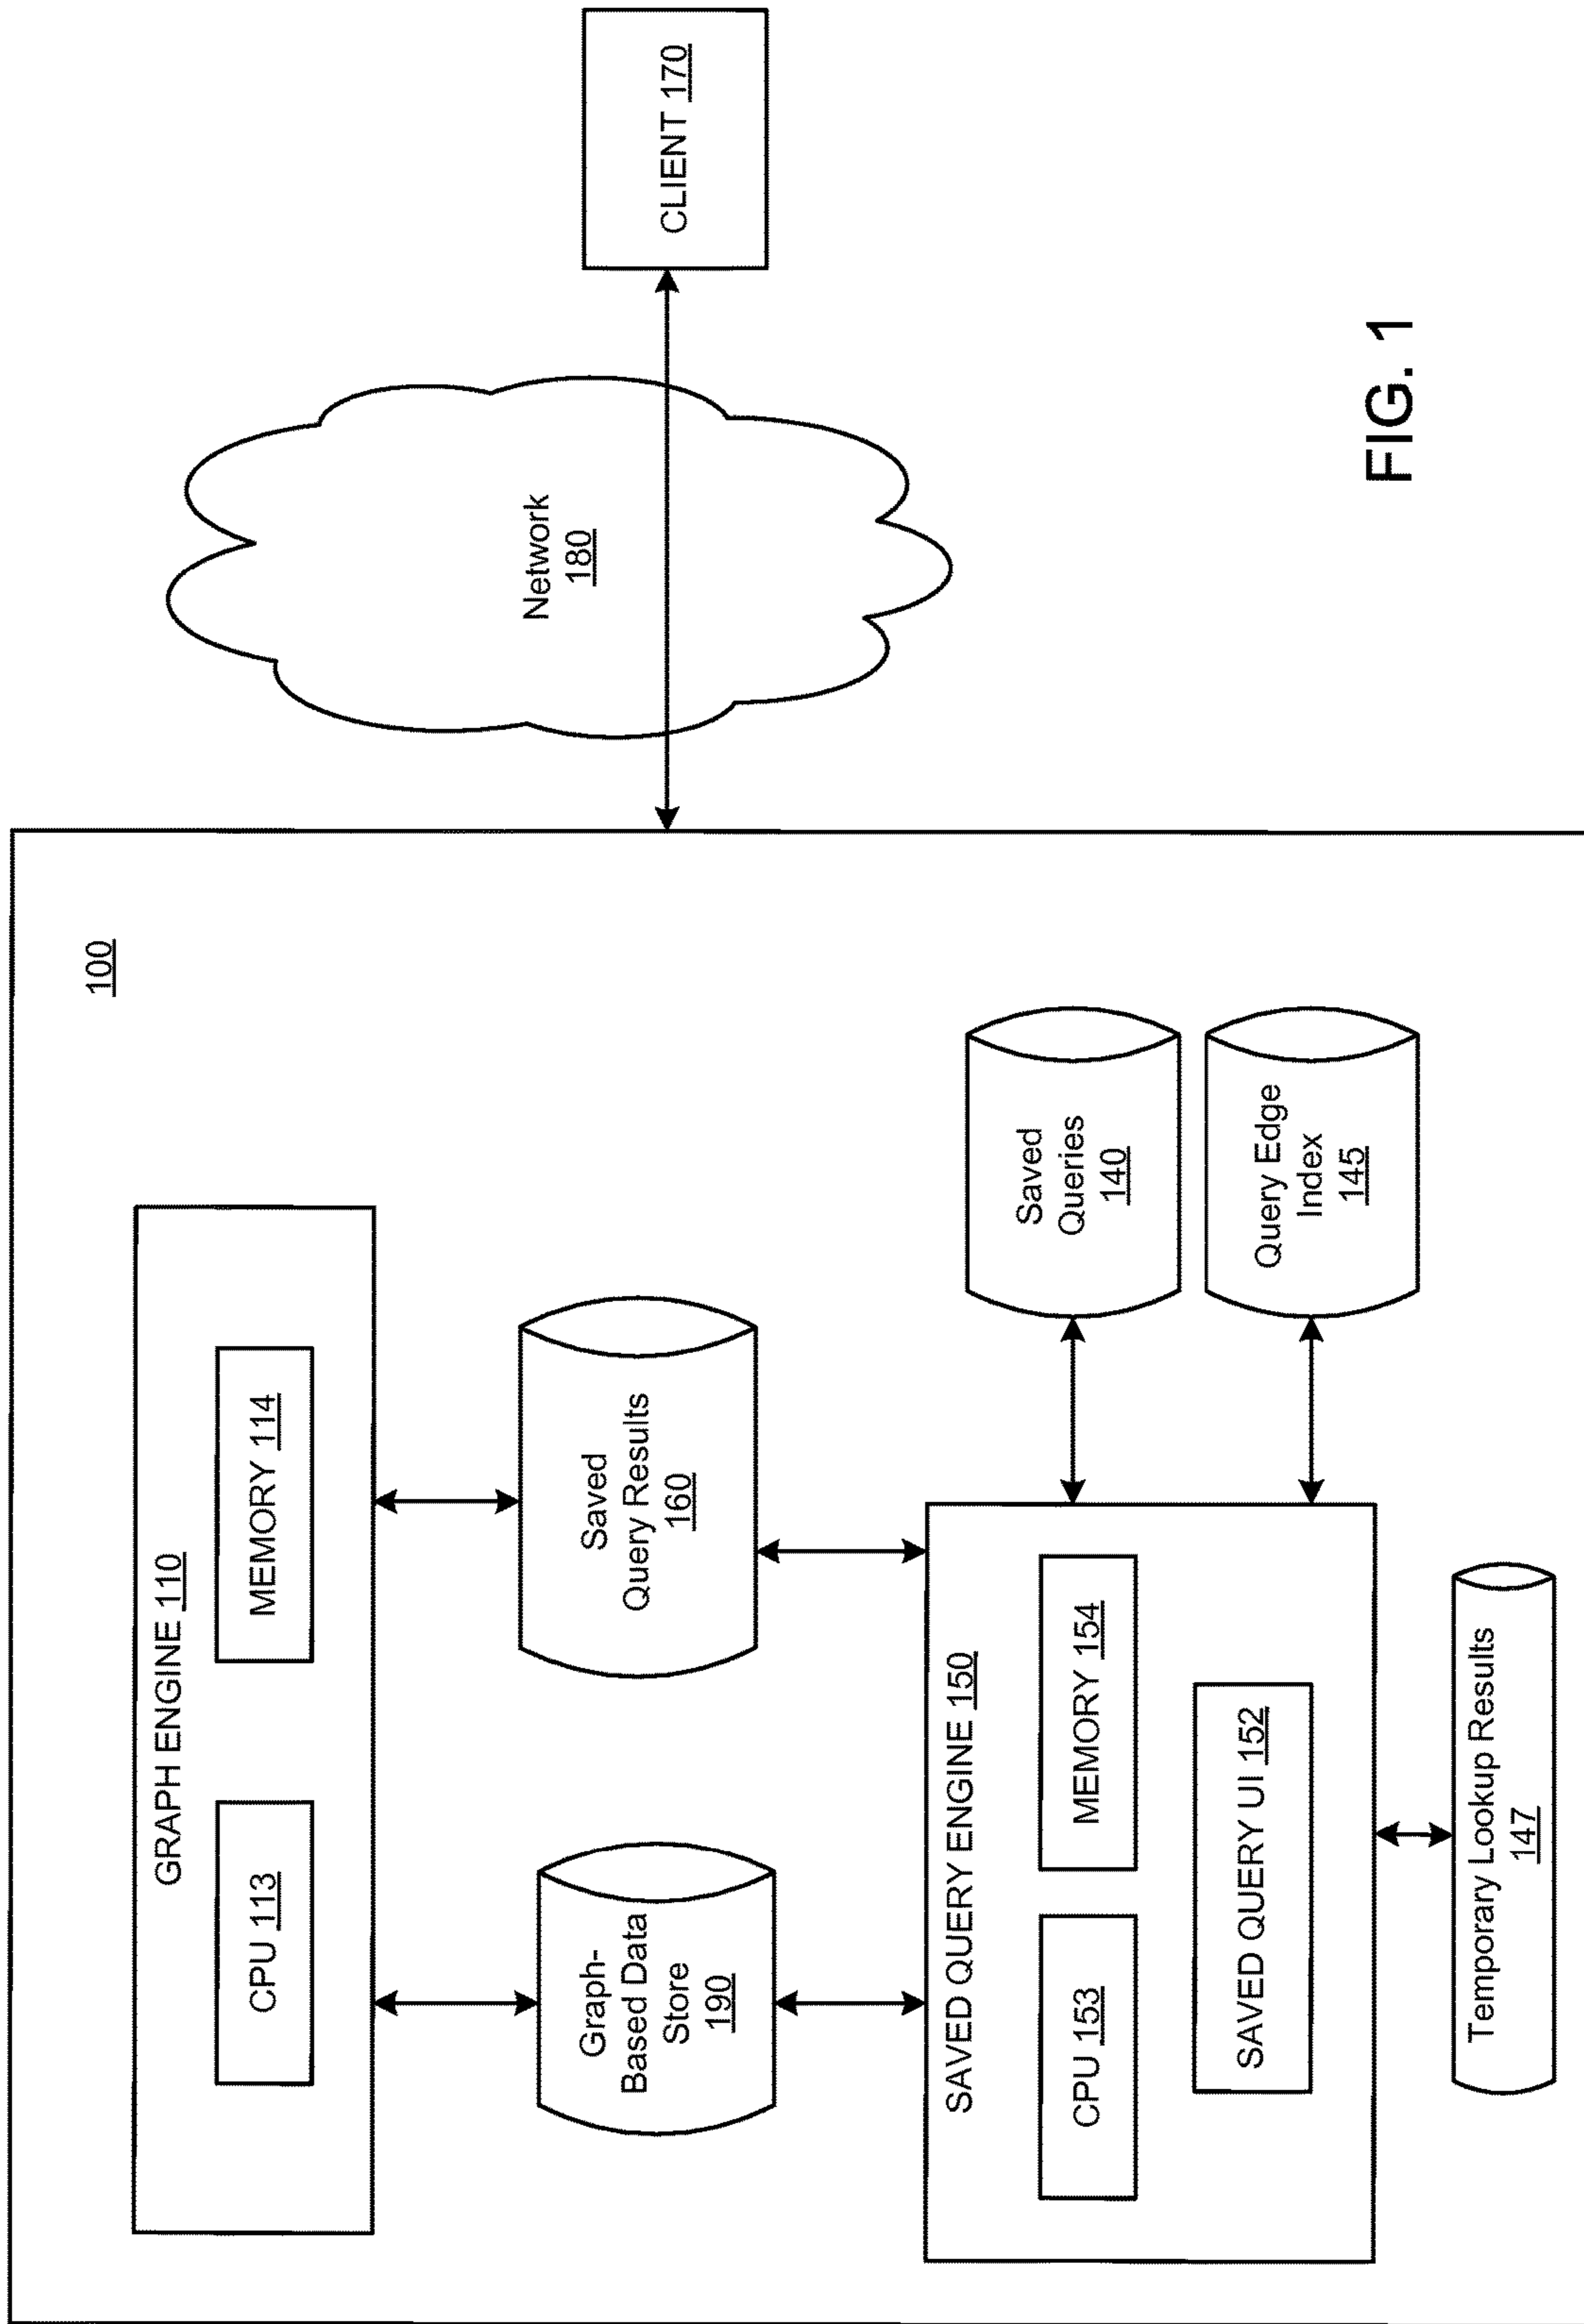 100
GRAPH ENGINE 110
CPU 113
MEMORY 114
Graph-
Based Data
Store
190
Saved
Query Results
160
SAVED QUERY ENGINE 150
CPU 153
MEMORY 154
SAVED QUERY UI 152
Saved
Queries
140
Query Edge
Index
145
Temporary Lookup Results
147
Network
180
CLIENT 170
FIG. 1